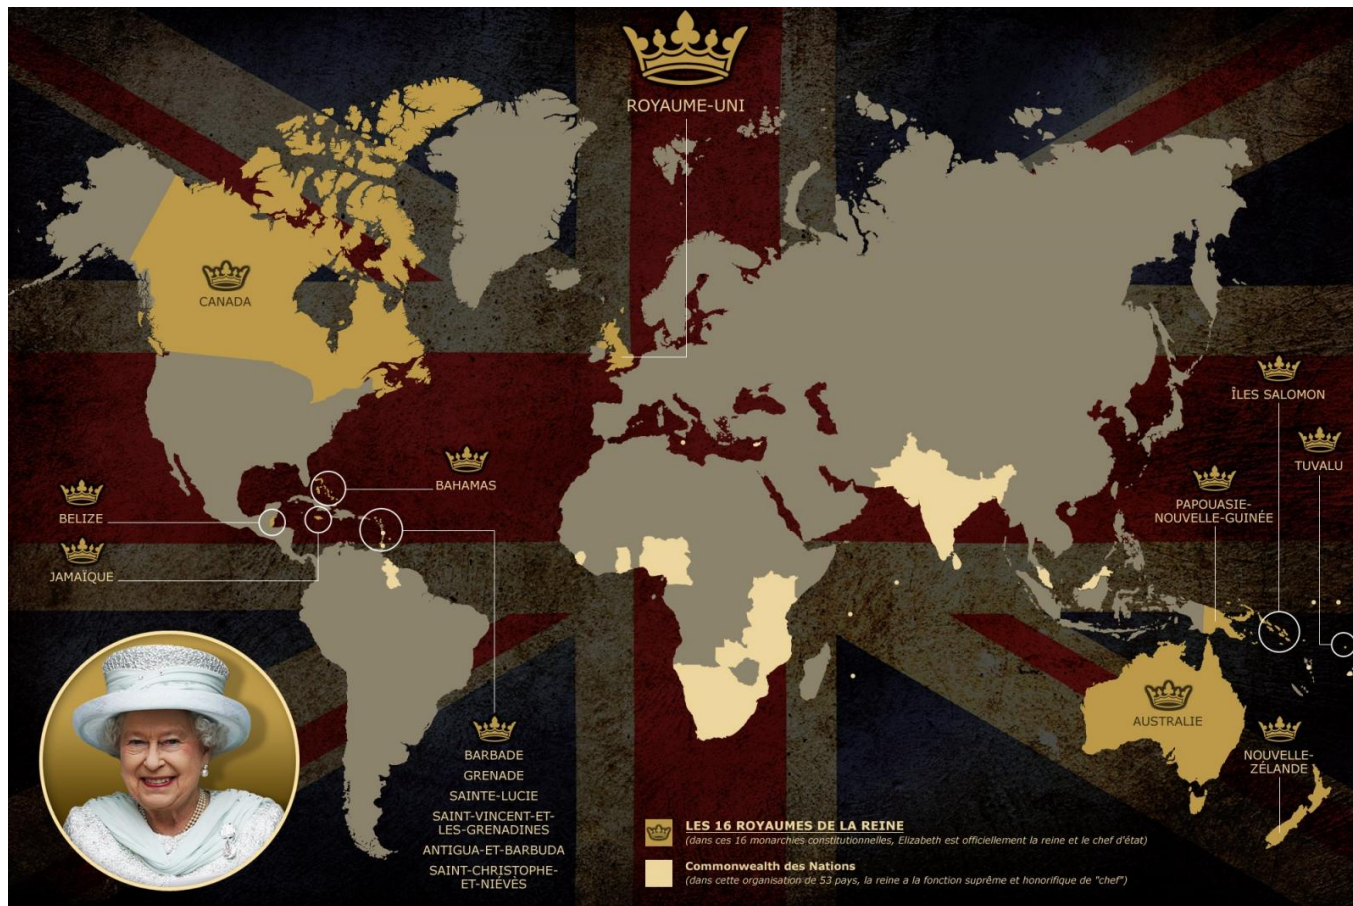 ROYAUME-UNI
CANADA
ÎLES SALOMON
TUVALU
BAHAMAS
BELIZE
PAPOUASIE-
NOUVELLE-GUINÉE
JAMAÏQUE
AUSTRALIE
BARBADE
GRENADE
SAINTE-LUCIE
SAINT-VINCENT-ET-
LES-GRENADINES
ANTIGUA-ET-BARBUDA
SAINT-CHRISTOPHE-
ET-NIÉVÈS
NOUVELLE-
ZÉLANDE
LES 16 ROYAUMES DE LA REINE
(dans ces 16 monarchies constitutionnelles, Elizabeth est officiellement la reine et le chef d'état)
Commonwealth des Nations
(dans cette organisation de 53 pays, la reine a la fonction suprême et honorifique de "chef")